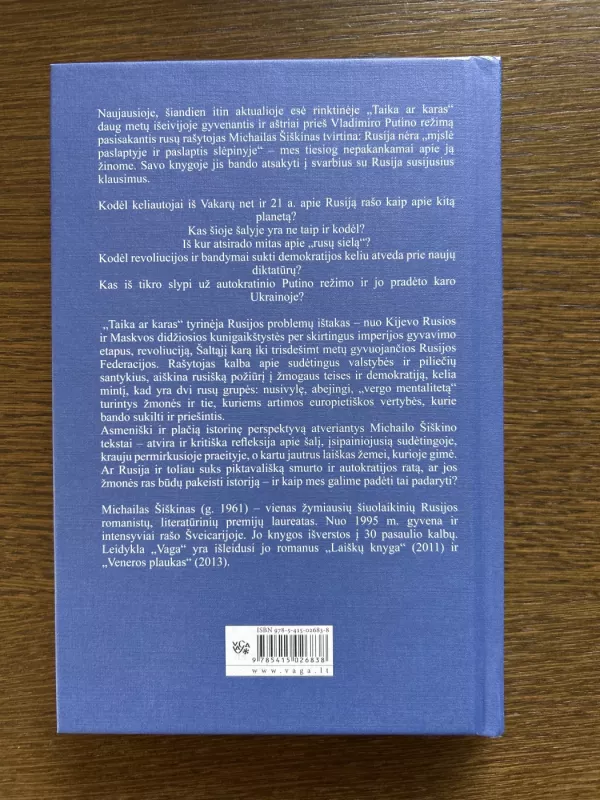 Naujausioje, šiandien itin aktualioje esė rinktinėje „Taika ar karas“
daug metų išeivijoje gyvenantis ir aštriai prieš Vladimiro Putino režimą
pasisakantis rusų rašytojas Michailas Šiškinas tvirtina: Rusija nėra „mįslė
paslaptyje ir paslaptis slėpinyje“ – mes tiesiog nepakankamai apie ją
žinome. Savo knygoje jis bando atsakyti į svarbius su Rusija susijusius
klausimus.
Kodėl keliautojai iš Vakarų net ir 21 a. apie Rusiją rašo kaip apie kitą
planetą?
Kas šioje šalyje yra ne taip ir kodėl?
Iš kur atsirado mitas apie „rusų sielą“?
Kodėl revoliucijos ir bandymai sukti demokratijos keliu atveda prie naujų
diktatūrų?
Kas iš tikro slypi už autokratinio Putino režimo ir jo pradėto karo
Ukrainoje?
„Taika ar karas“ tyrinėja Rusijos problemų ištakas – nuo Kijevo Rusios
ir Maskvos didžiosios kunigaikštystės per skirtingus imperijos gyvavimo
etapus, revoliuciją, Šaltąjį karą iki trisdešimt metų gyvuojančios Rusijos
Federacijos. Rašytojas kalba apie sudėtingus valstybės ir piliečių
santykius, aiškina rusišką požiūrį į žmogaus teises ir demokratiją, kelia
mintį, kad yra dvi rusų grupės: nusivylę, abejingi, „vergo mentalitetą“
turintys žmonės ir tie, kuriems artimos europietiškos vertybės, kurie
bando sukilti ir priešintis.
Asmeniški ir plačią istorinę perspektyvą atveriantys Michailo Šiškino
tekstai – atvira ir kritiška refleksija apie šalį, įsipainiojusią sudėtingoje,
krauju permirkusioje praeityje, o kartu jautrus laiškas žemei, kurioje gimė.
Ar Rusija ir toliau suks piktavališką smurto ir autokratijos ratą, ar jos
žmonės ras būdų pakeisti istoriją – ir kaip mes galime padėti tai padaryti?
Michailas Šiškinas (g. 1961) – vienas žymiausių šiuolaikinių Rusijos
romanistų, literatūrinių premijų laureatas. Nuo 1995 m. gyvena ir
intensyviai rašo Šveicarijoje. Jo knygos išverstos į 30 pasaulio kalbų.
Leidykla „Vaga“ yra išleidusi jo romanus „Laiškų knyga“ (2011) ir
„Veneros plaukas“ (2013).
ISBN 978-5-415-02683-8
VAGA
9 785415 026838
www.vaga.lt